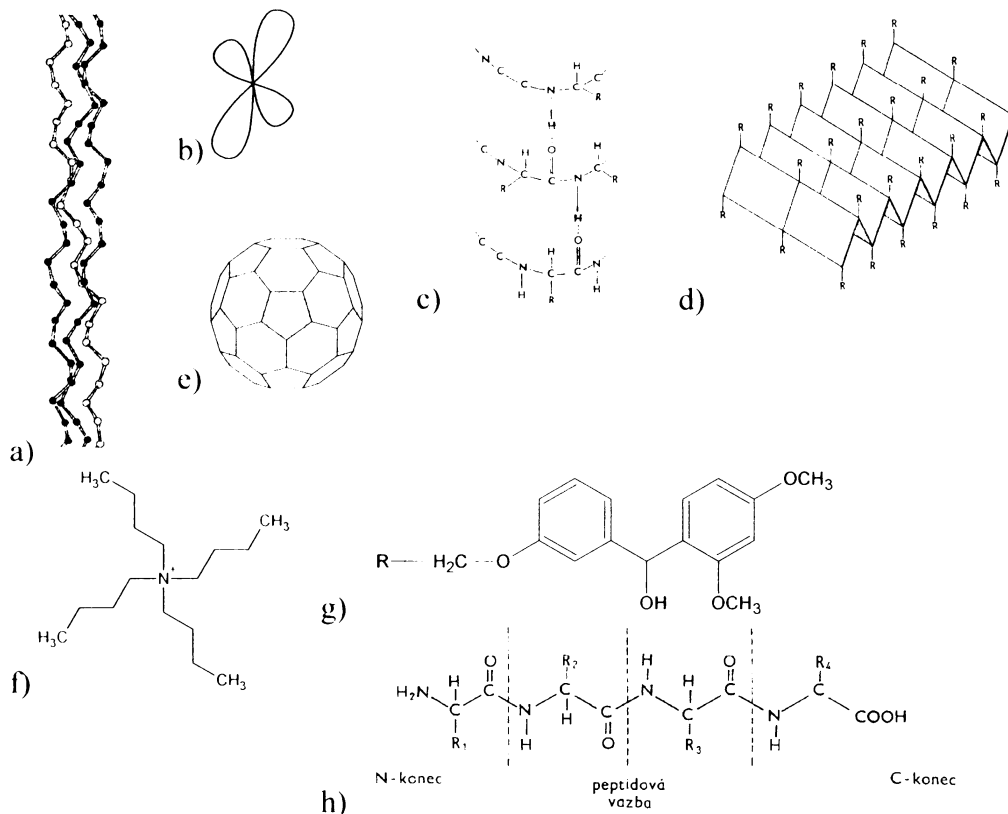 a)
b)
N C C N C C
H R
H
O
C N C C N C
H R H R
H
O
C C N C C N
H H R H
c)
R R R R R R R R R R R R R R R R R R
d)
e)
H₃C
CH₃
N⁺
H₃C
CH₃
f)
OCH₃
R H₂C O
OH OCH₃
g)
H₂N H C O R₂ H O R₄
N C C N C C N C COOH
R₁ H H O H R₃ H
N-konec
peptidová
vazba
C-konec
h)